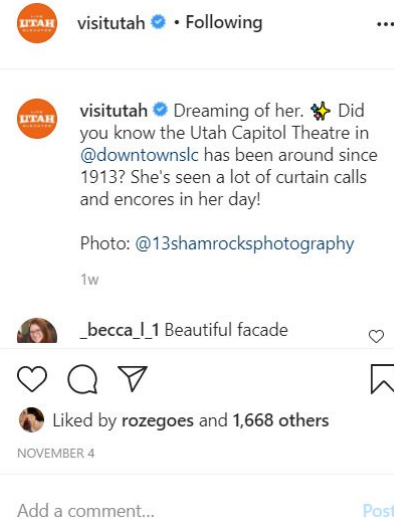 visitutah • Following
visitutah Dreaming of her. ✨ Did
you know the Utah Capitol Theatre in
@downtownslc has been around since
1913? She's seen a lot of curtain calls
and encores in her day!
Photo: @13shamrocksphotography
1w
_becca_l_1 Beautiful facade
Liked by rozegoes and 1,668 others
NOVEMBER 4
Add a comment...
Post